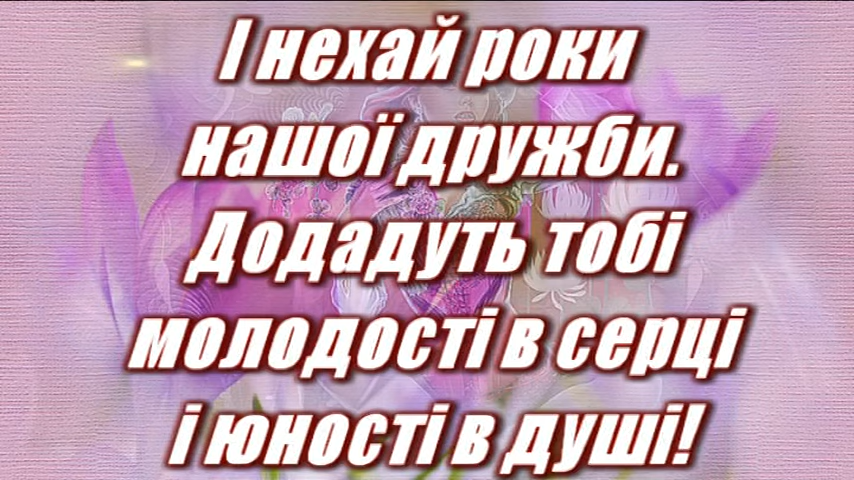 І нехай роки
нашої дружби.
Додадуть тобі
молодості в серці
і юності в душі!